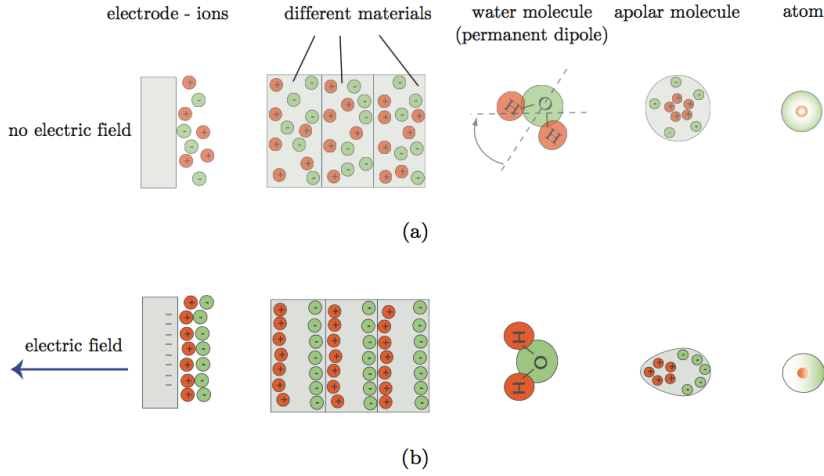 electrode - ions
different materials
water molecule
(permanent dipole)
apolar molecule
atom
no electric field
H
O
H
(a)
electric field
H
O
H
(b)